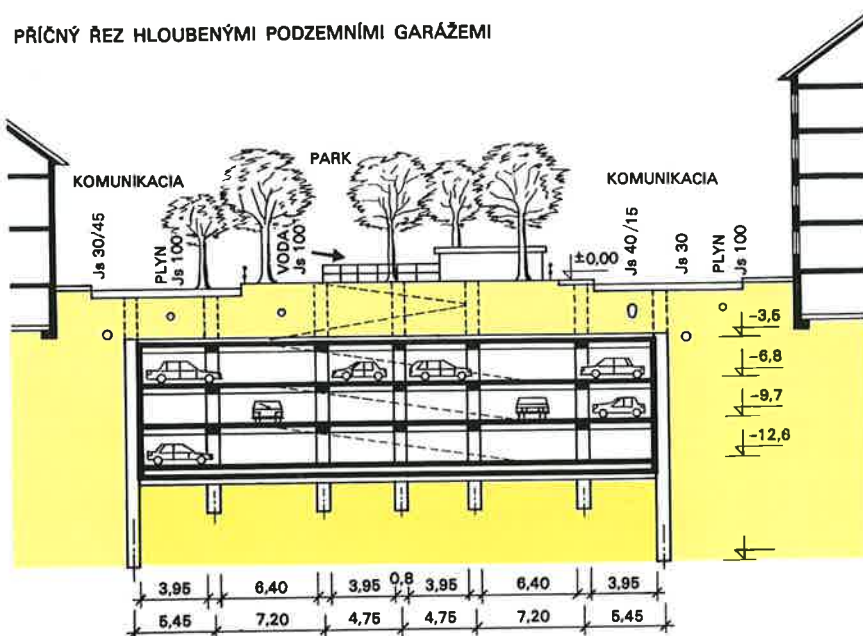 PŘÍČNÝ ŘEZ HLOUBENÝMI PODZEMNÍMI GARÁŽEMI
PARK
KOMUNIKACIA
KOMUNIKACIA
Js 30/45
PLYN
Js 100
VODA
Js 100
±0,00
Js 40/15
Js 30
PLYN
Js 100
-3,5
-6,8
-9,7
-12,6
3,95 6,40 3,95 0,8 3,95 6,40 3,95
5,45 7,20 4,75 4,75 7,20 5,45